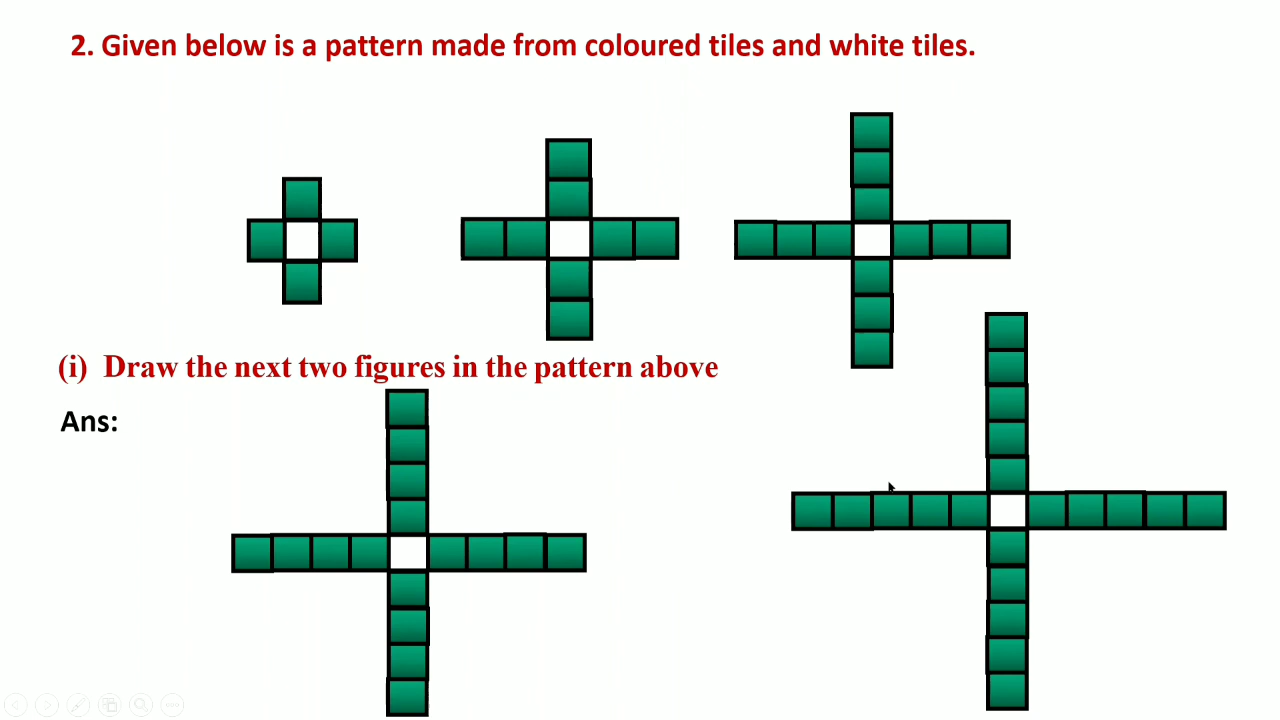 2. Given below is a pattern made from coloured tiles and white tiles.
(i) Draw the next two figures in the pattern above
Ans: